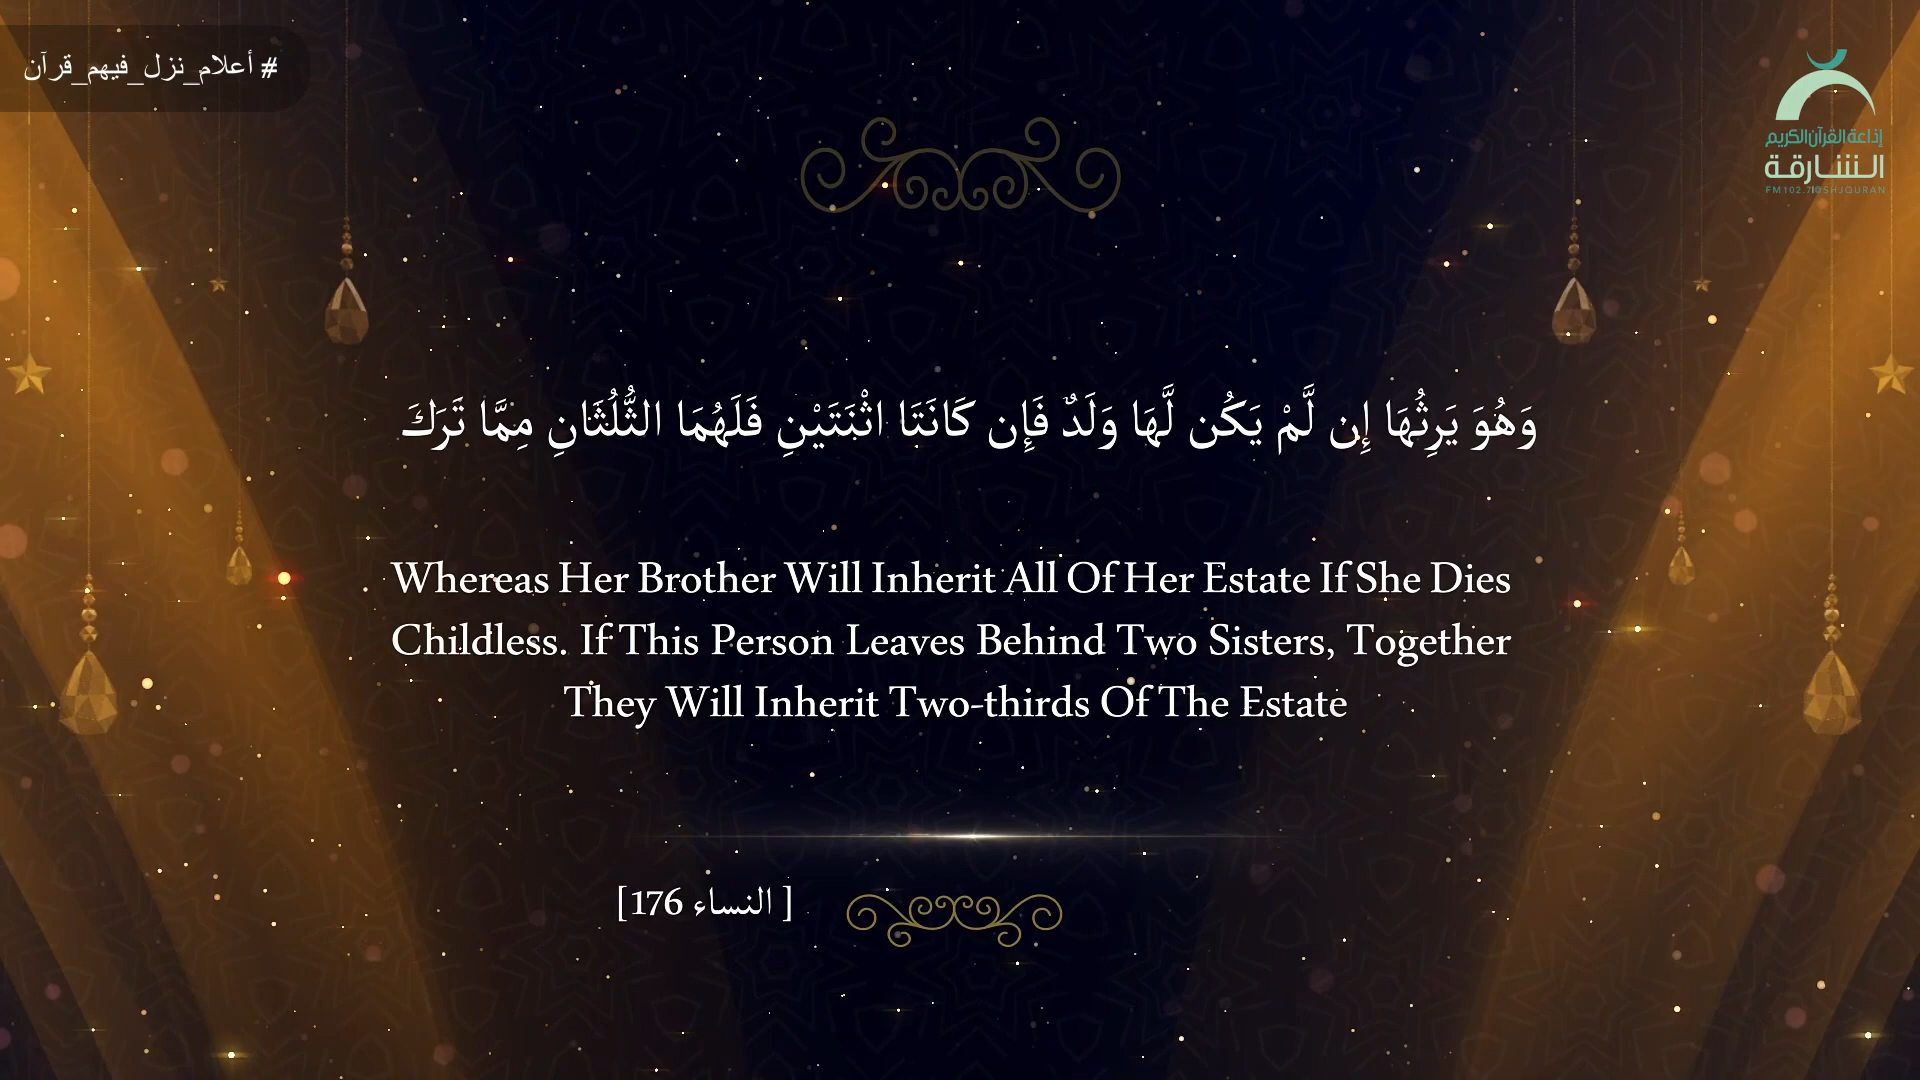 # أعلام_نزل_فيهم_قرآن
إذاعة القرآن الكريم
الشارقة
FM102.7|@SHJQURAN
وَهُوَ يَرِثُهَا إِن لَّمْ يَكُن لَّهَا وَلَدٌ فَإِن كَانَتَا اثْنَتَيْنِ فَلَهُمَا الثُّلُثَانِ مِمَّا تَرَكَ
Whereas Her Brother Will Inherit All Of Her Estate If She Dies
Childless. If This Person Leaves Behind Two Sisters, Together
They Will Inherit Two-thirds Of The Estate
[ النساء 176]